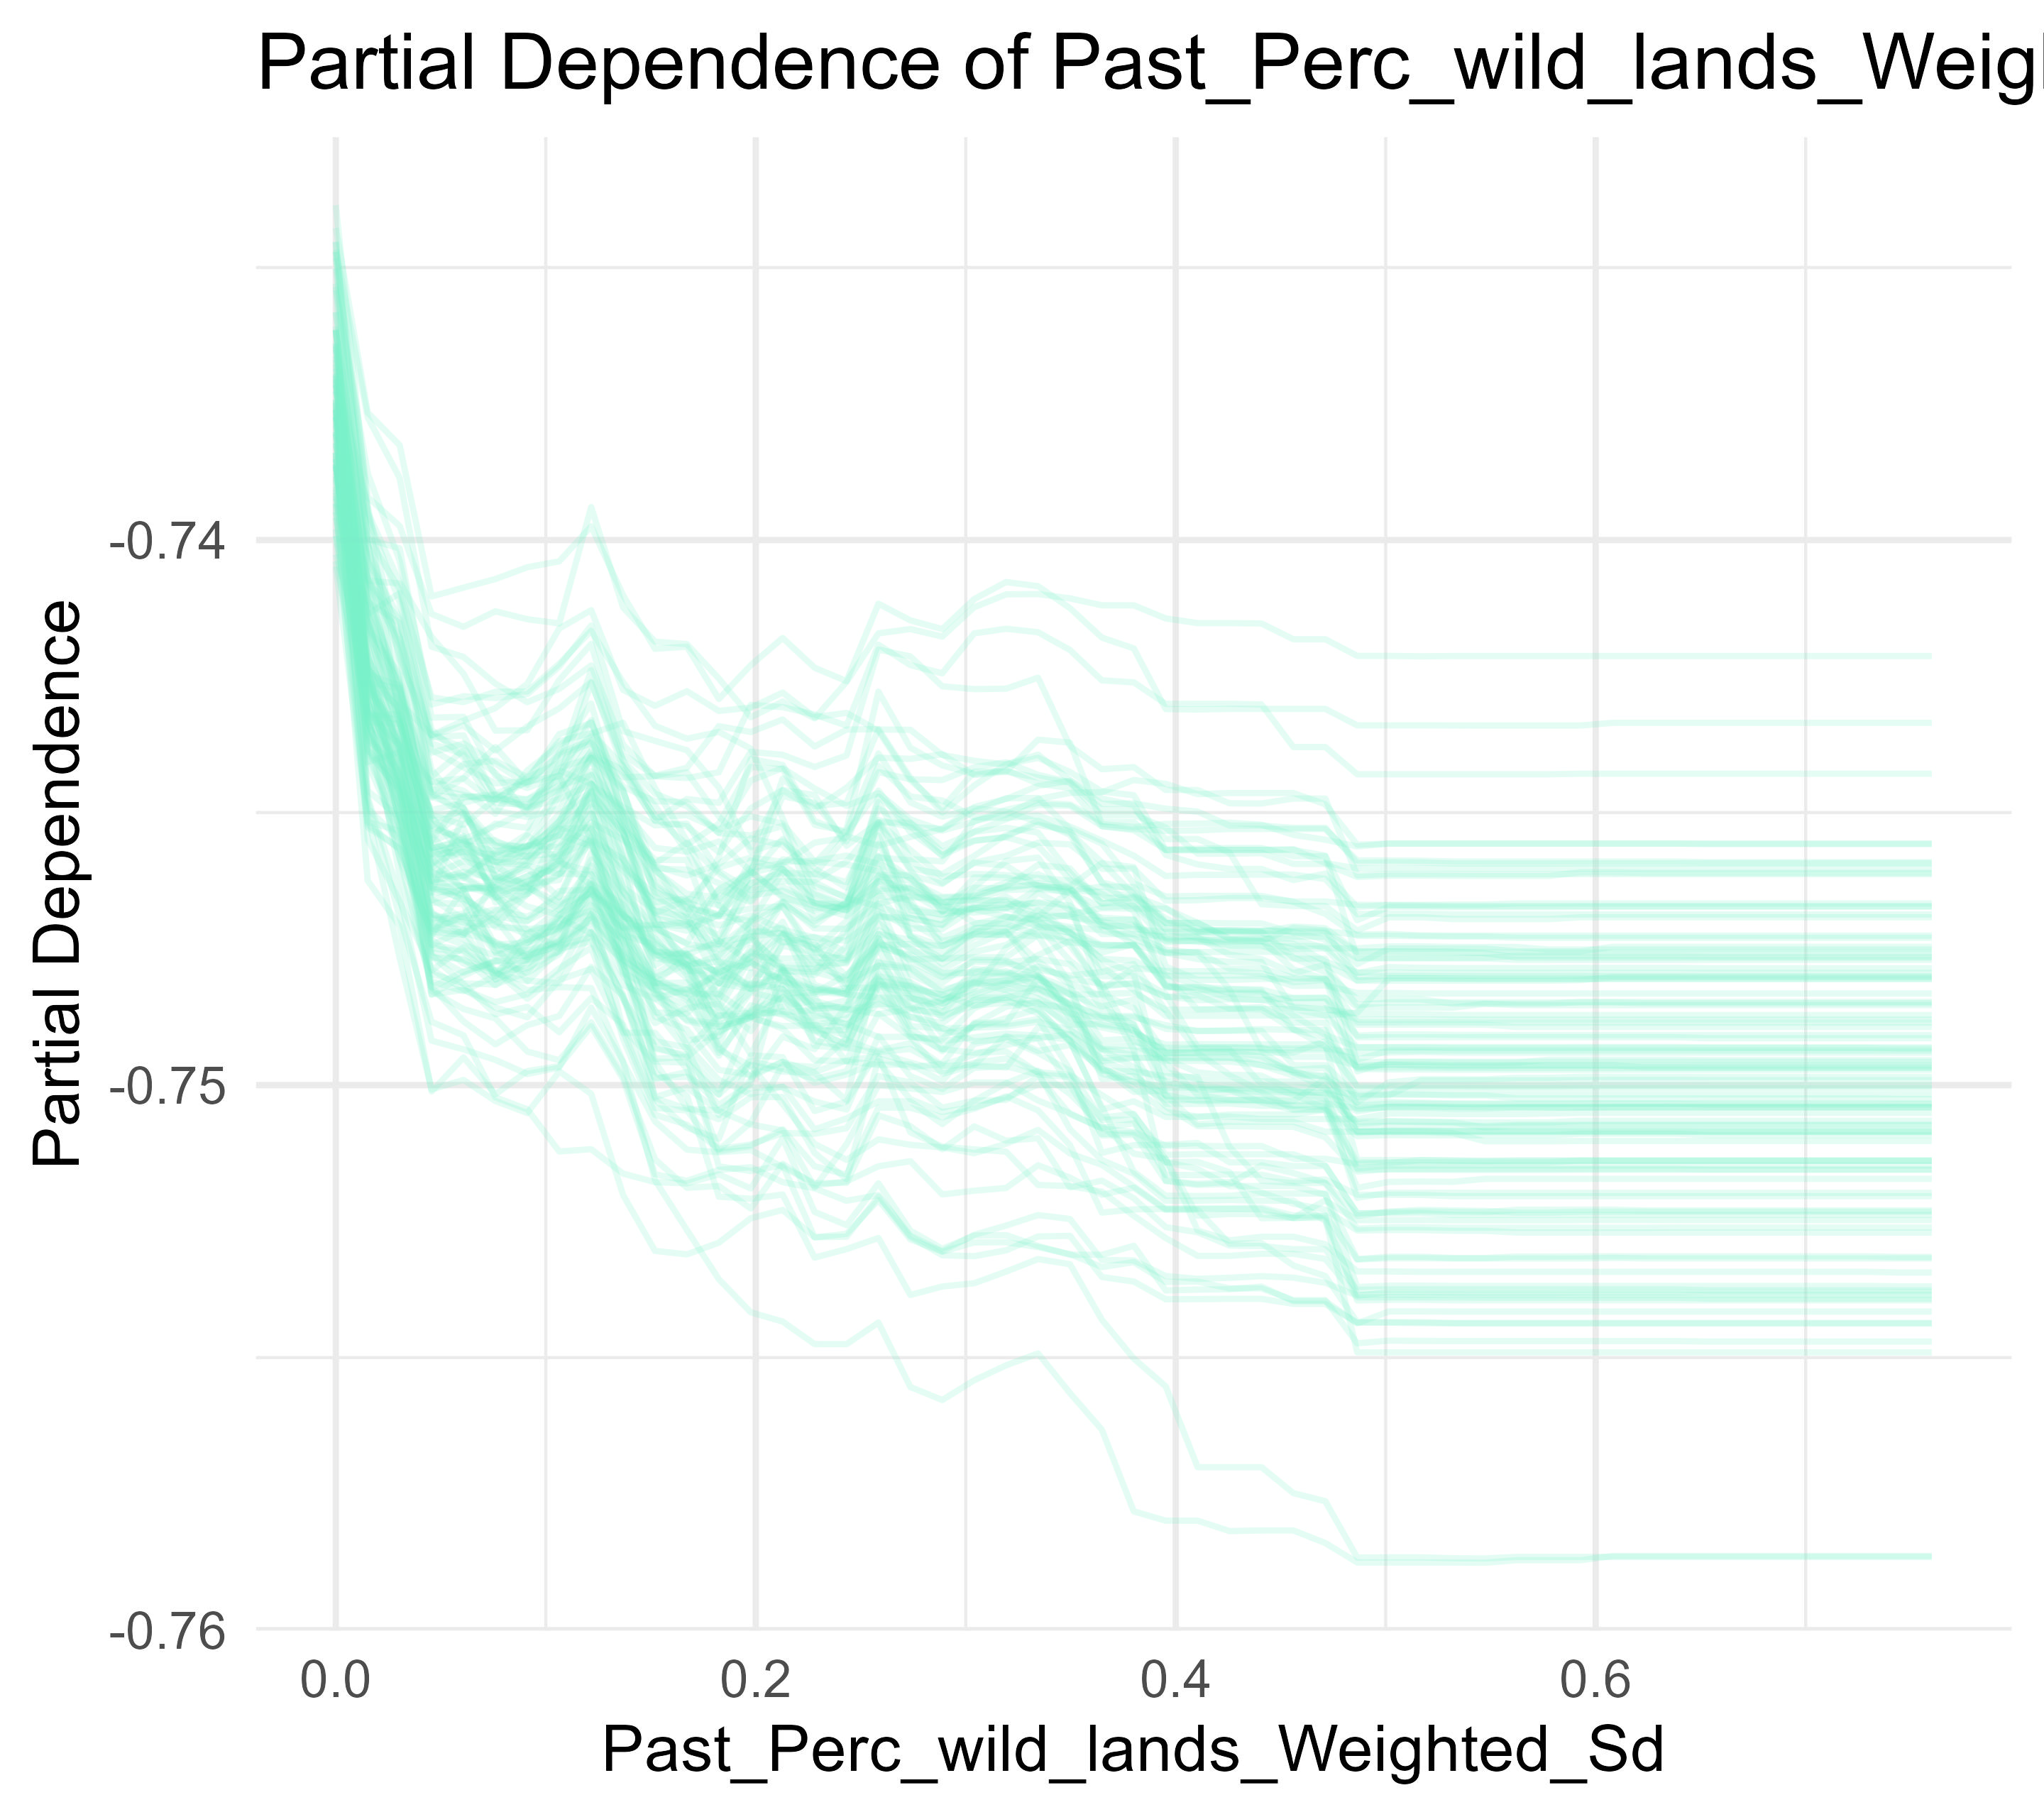 Partial Dependence of Past_Perc_wild_lands_Weig
Partial Dependence
-0.74
-0.75
-0.76
0.0 0.2 0.4 0.6
Past_Perc_wild_lands_Weighted_Sd